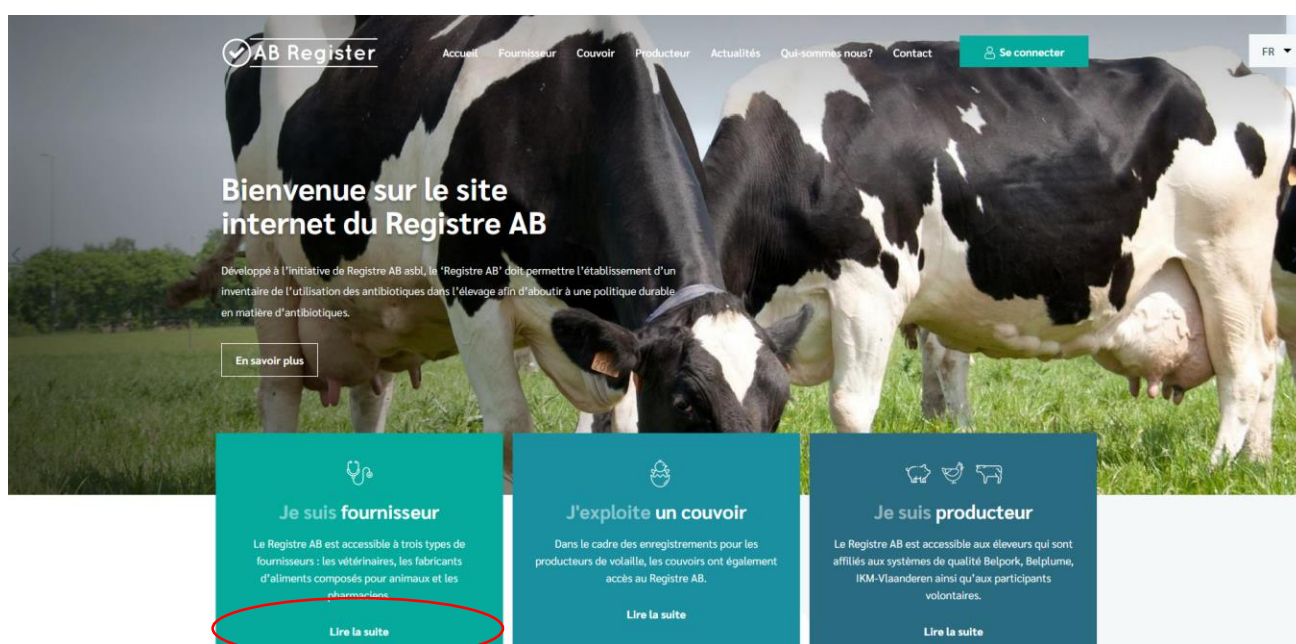 AB Register
Accueil Fournisseur Couvoir Producteur Actualités Qui-sommes nous? Contact Se connecter FR
Bienvenue sur le site
internet du Registre AB
Développé à l'initiative de Registre AB asbl, le 'Registre AB' doit permettre l'établissement d'un
inventaire de l'utilisation des antibiotiques dans l'élevage afin d'aboutir à une politique durable
en matière d'antibiotiques.
En savoir plus
Je suis fournisseur
Le Registre AB est accessible à trois types de
fournisseurs : les vétérinaires, les fabricants
d'aliments composés pour animaux et les
pharmaciens.
Lire la suite
J'exploite un couvoir
Dans le cadre des enregistrements pour les
producteurs de volaille, les couvoirs ont également
accès au Registre AB.
Lire la suite
Je suis producteur
Le Registre AB est accessible aux éleveurs qui sont
affiliés aux systèmes de qualité Belpork, Belplume,
IKM-Vlaanderen ainsi qu'aux participants
volontaires.
Lire la suite